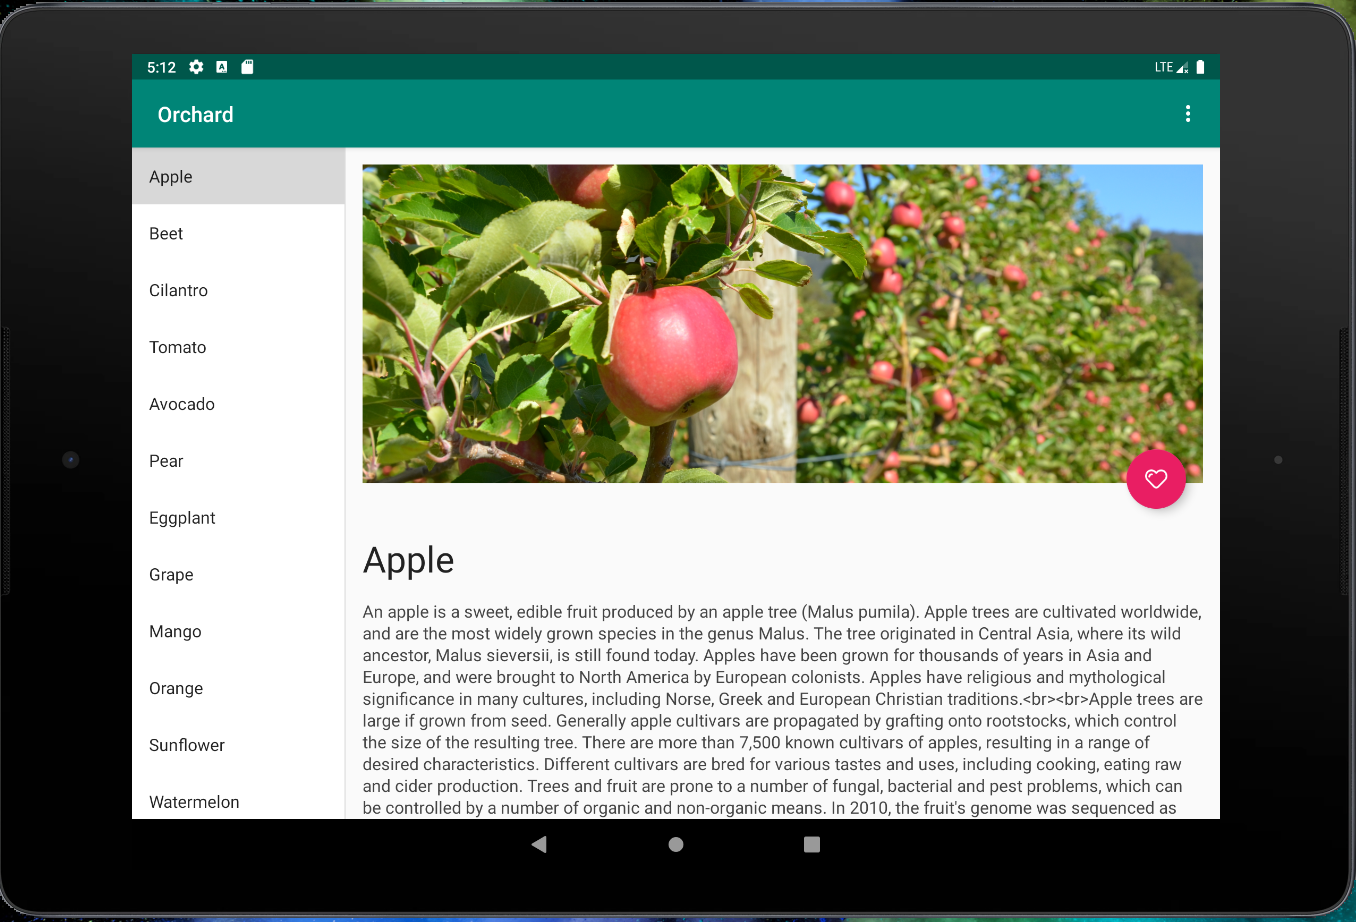 5:12
LTE
Orchard
Apple
Beet
Cilantro
Tomato
Avocado
Pear
Eggplant
Grape
Mango
Orange
Sunflower
Watermelon
Apple
An apple is a sweet, edible fruit produced by an apple tree (Malus pumila). Apple trees are cultivated worldwide,
and are the most widely grown species in the genus Malus. The tree originated in Central Asia, where its wild
ancestor, Malus sieversii, is still found today. Apples have been grown for thousands of years in Asia and
Europe, and were brought to North America by European colonists. Apples have religious and mythological
significance in many cultures, including Norse, Greek and European Christian traditions.<br><br>Apple trees are
large if grown from seed. Generally apple cultivars are propagated by grafting onto rootstocks, which control
the size of the resulting tree. There are more than 7,500 known cultivars of apples, resulting in a range of
desired characteristics. Different cultivars are bred for various tastes and uses, including cooking, eating raw
and cider production. Trees and fruit are prone to a number of fungal, bacterial and pest problems, which can
be controlled by a number of organic and non-organic means. In 2010, the fruit's genome was sequenced as